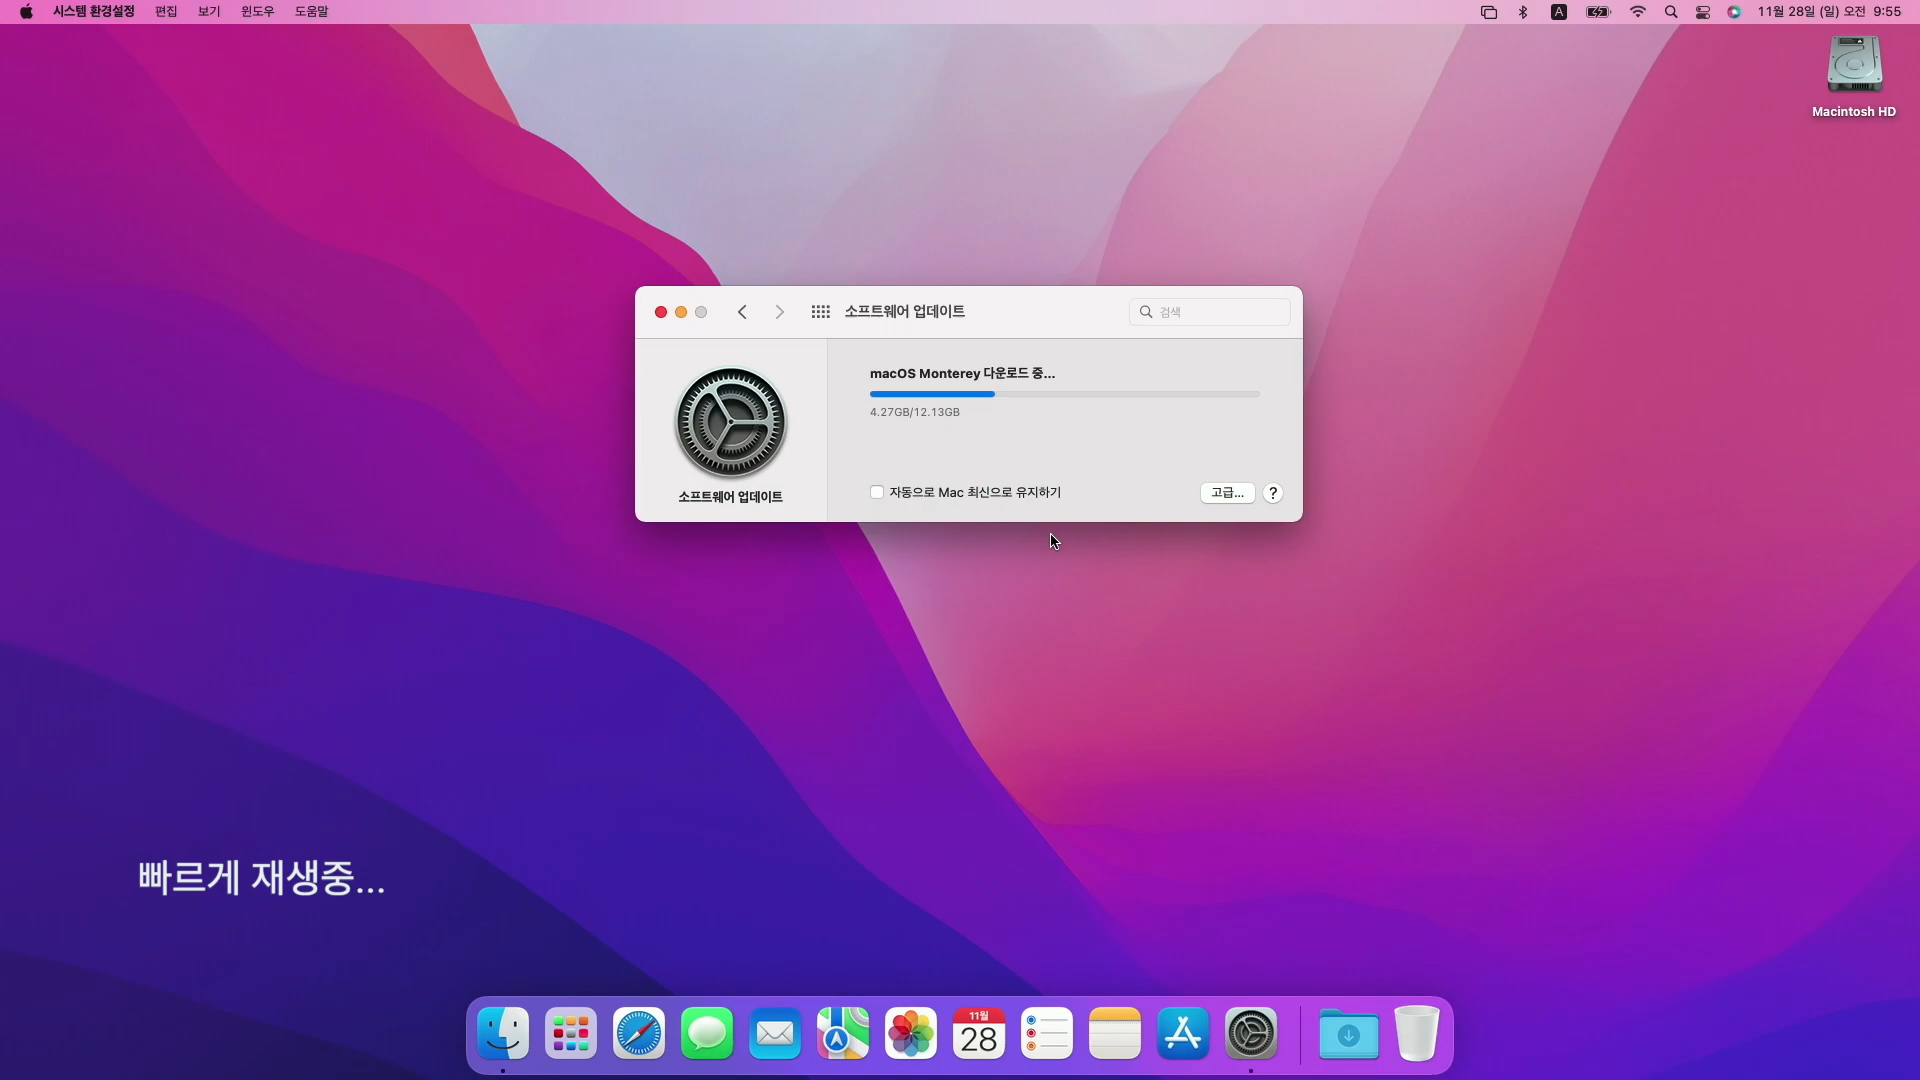 시스템 환경설정 편집 보기 윈도우 도움말 A 11월 28일 (일) 오전 9:55
Macintosh HD
소프트웨어 업데이트 검색
macOS Monterey 다운로드 중...
4.27GB/12.13GB
소프트웨어 업데이트
자동으로 Mac 최신으로 유지하기 고급... ?
빠르게 재생중...
11월
28